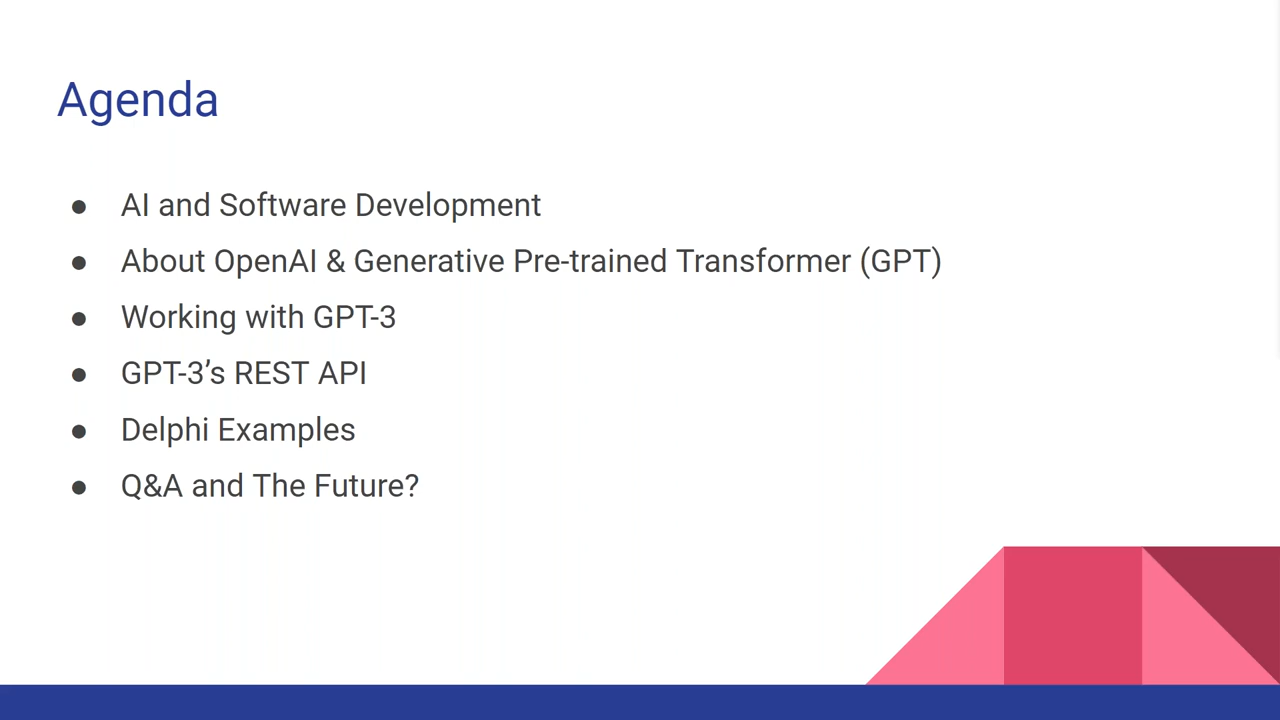 Agenda
● AI and Software Development
● About OpenAI & Generative Pre-trained Transformer (GPT)
● Working with GPT-3
● GPT-3’s REST API
● Delphi Examples
● Q&A and The Future?